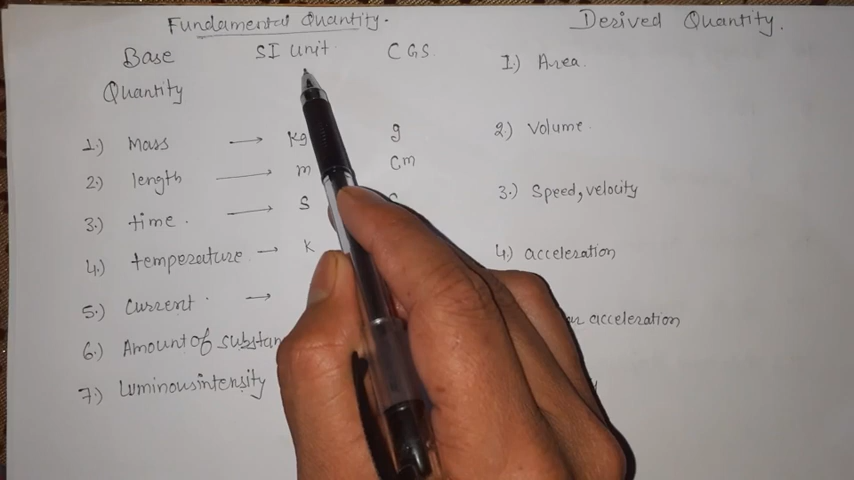 Fundamental Quantity.
Base Quantity
SI Unit
CGS.
1.) Mass → kg g
2.) length → m cm
3.) time. → s
4.) temperature → k
5.) Current. →
6.) Amount of
7.) Luminousintensity
Derived Quantity.
1.) Area.
2.) Volume.
3.) Speed, velocity
4.) acceleration
acceleration